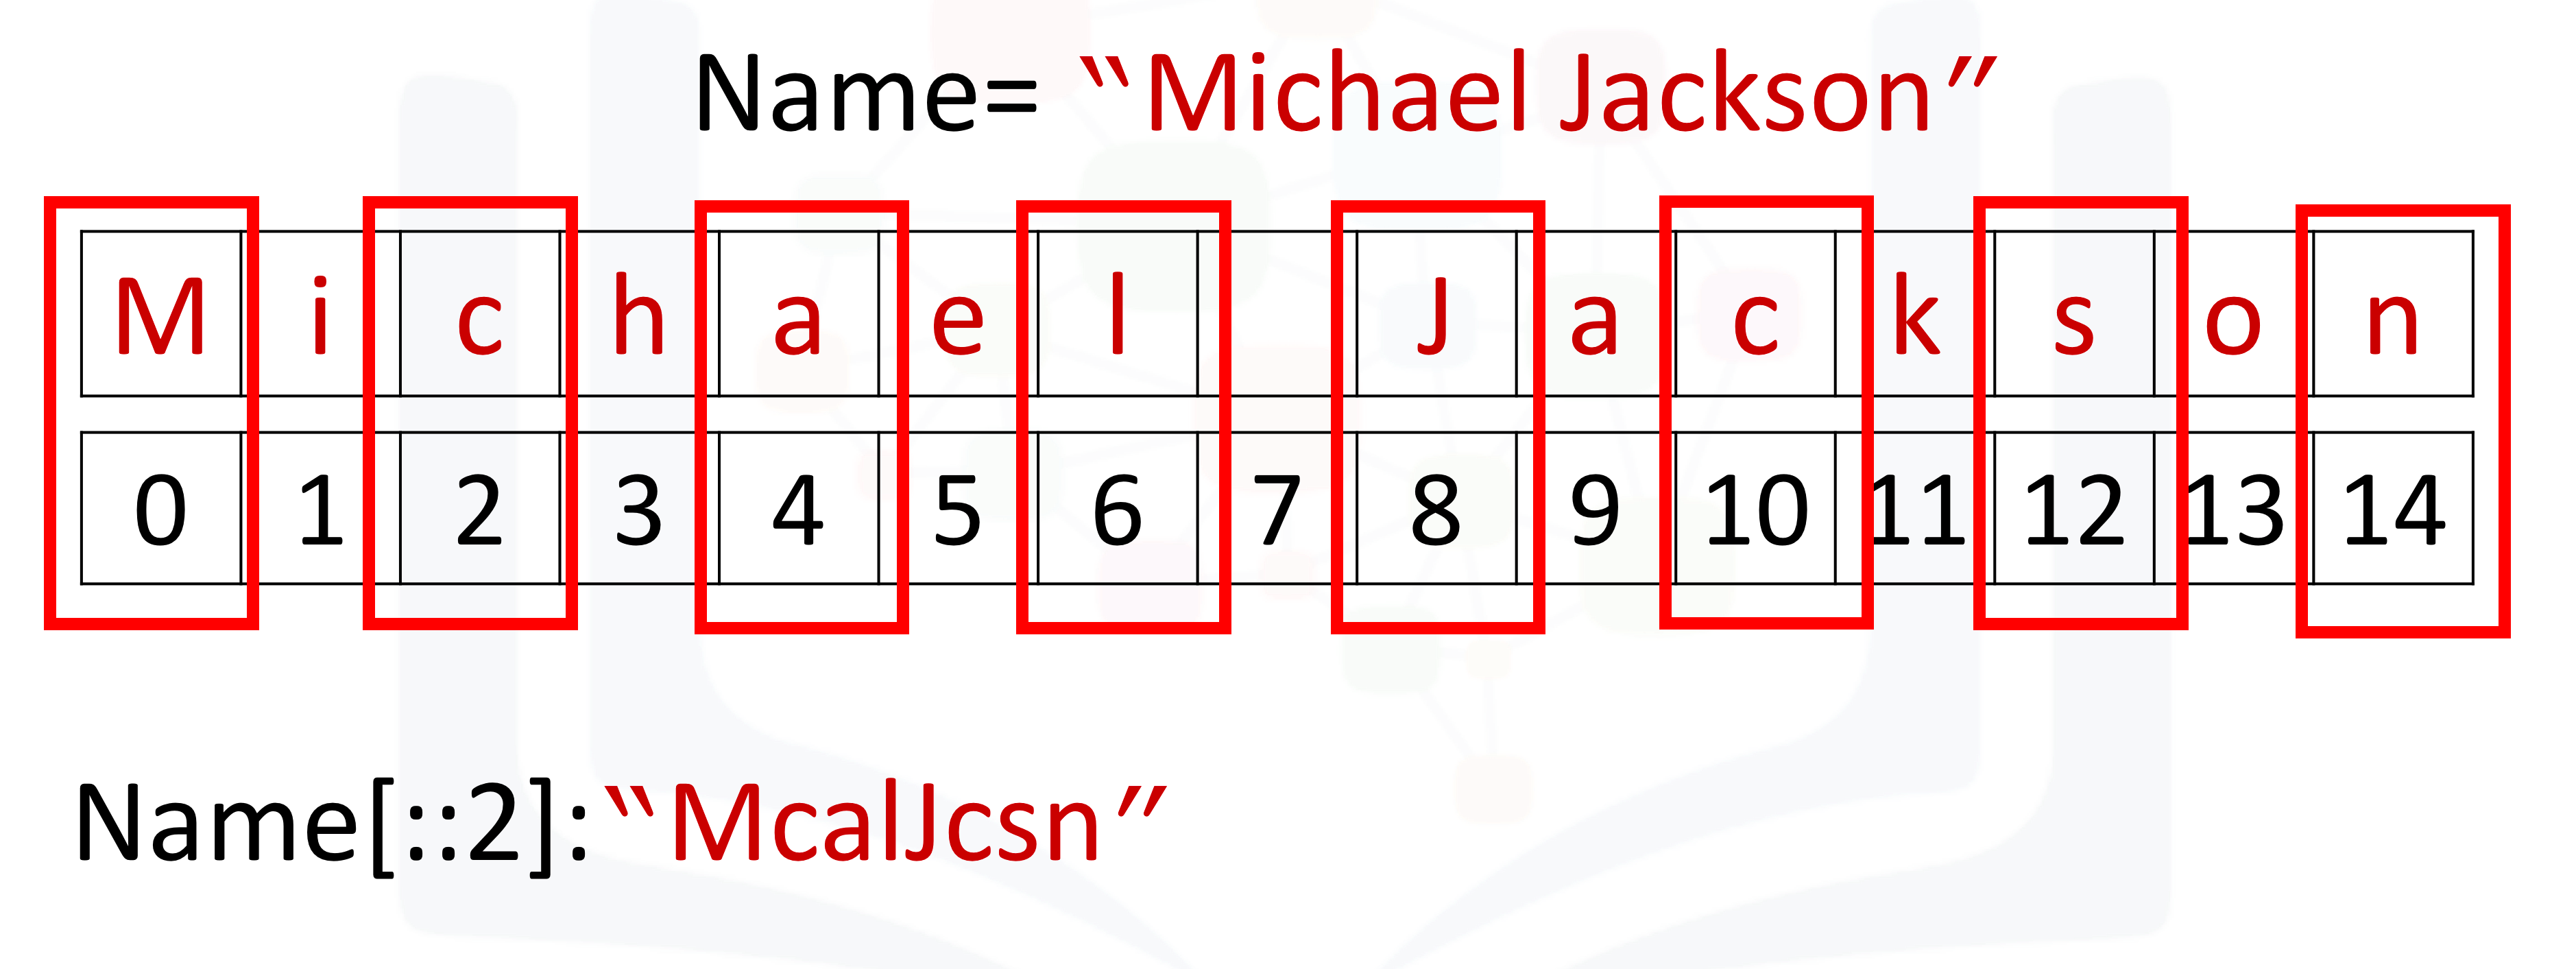 Name= “Michael Jackson”
M i c h a e l J a c k s o n
0 1 2 3 4 5 6 7 8 9 10 11 12 13 14
Name[::2]:“McalJcsn”